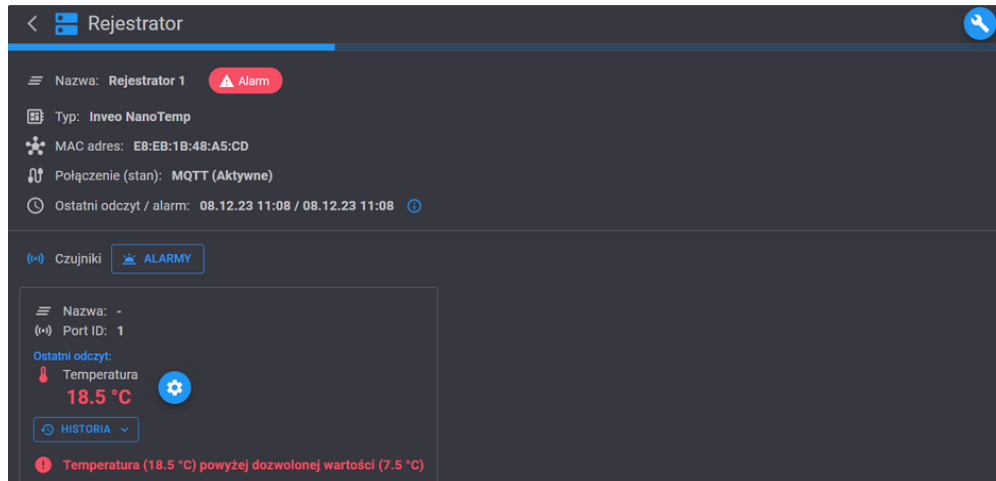 Rejestrator
Nazwa: Rejestrator 1 Alarm
Typ: Inveo NanoTemp
MAC adres: E8:EB:1B:48:A5:CD
Połączenie (stan): MQTT (Aktywne)
Ostatni odczyt / alarm: 08.12.23 11:08 / 08.12.23 11:08
Czujniki ALARMY
Nazwa: -
Port ID: 1
Ostatni odczyt:
Temperatura
18.5 °C
HISTORIA
Temperatura (18.5 °C) powyżej dozwolonej wartości (7.5 °C)